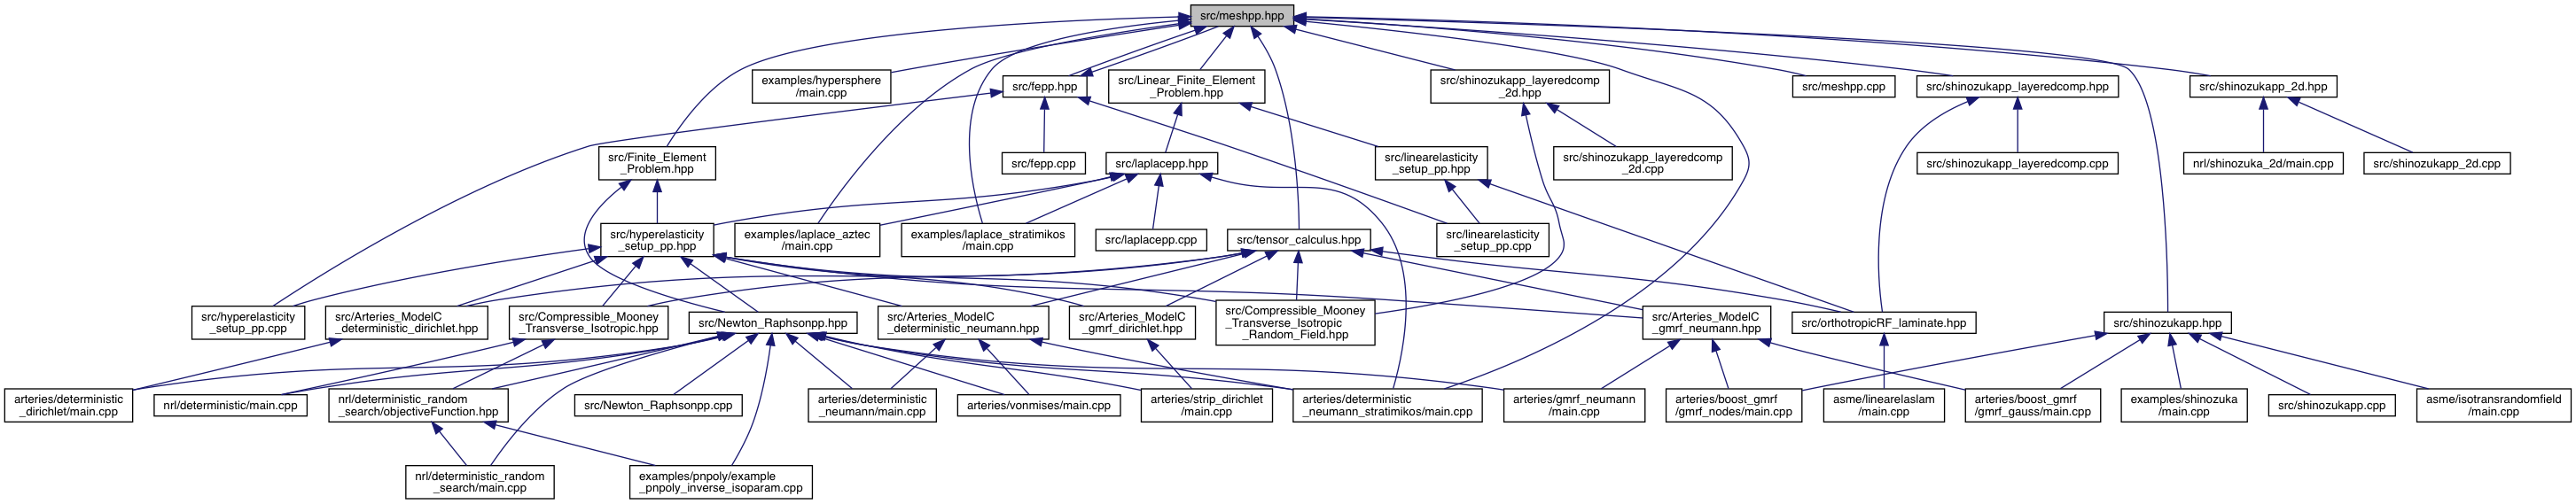 src/meshpp.hpp
examples/hypersphere
/main.cpp
src/fepp.hpp
src/Linear_Finite_Element
_Problem.hpp
src/shinozukapp_layeredcomp
_2d.hpp
src/meshpp.cpp
src/shinozukapp_layeredcomp.hpp
src/shinozukapp_2d.hpp
src/Finite_Element
_Problem.hpp
src/fepp.cpp
src/laplacepp.hpp
src/linearelasticity
_setup_pp.hpp
src/shinozukapp_layeredcomp
_2d.cpp
src/shinozukapp_layeredcomp.cpp
nrl/shinozuka_2d/main.cpp
src/shinozukapp_2d.cpp
src/hyperelasticity
_setup_pp.hpp
examples/laplace_aztec
/main.cpp
examples/laplace_stratimikos
/main.cpp
src/laplacepp.cpp
src/tensor_calculus.hpp
src/linearelasticity
_setup_pp.cpp
src/hyperelasticity
_setup_pp.cpp
src/Arteries_ModelC
_deterministic_dirichlet.hpp
src/Compressible_Mooney
_Transverse_Isotropic.hpp
src/Newton_Raphsonpp.hpp
src/Arteries_ModelC
_deterministic_neumann.hpp
src/Arteries_ModelC
_gmrf_dirichlet.hpp
src/Compressible_Mooney
_Transverse_Isotropic
_Random_Field.hpp
src/Arteries_ModelC
_gmrf_neumann.hpp
src/orthotropicRF_laminate.hpp
src/shinozukapp.hpp
arteries/deterministic
_dirichlet/main.cpp
nrl/deterministic/main.cpp
nrl/deterministic_random
_search/objectiveFunction.hpp
src/Newton_Raphsonpp.cpp
arteries/deterministic
_neumann/main.cpp
arteries/vonmises/main.cpp
arteries/strip_dirichlet
/main.cpp
arteries/deterministic
_neumann_stratimikos/main.cpp
arteries/gmrf_neumann
/main.cpp
arteries/boost_gmrf
/gmrf_nodes/main.cpp
asme/linearelaslam
/main.cpp
arteries/boost_gmrf
/gmrf_gauss/main.cpp
examples/shinozuka
/main.cpp
src/shinozukapp.cpp
asme/isotransrandomfield
/main.cpp
nrl/deterministic_random
_search/main.cpp
examples/pnpoly/example
_pnpoly_inverse_isoparam.cpp